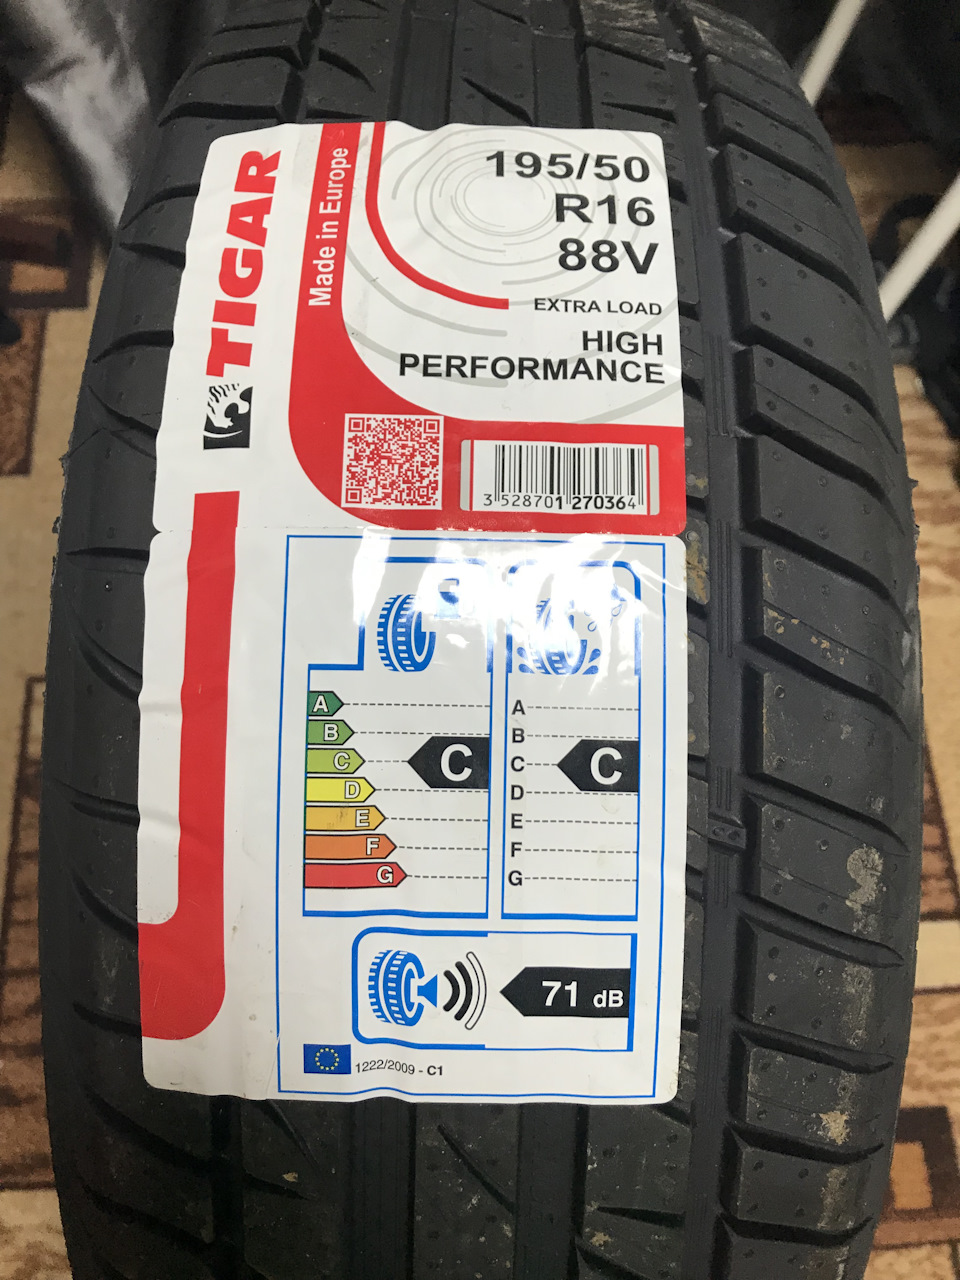 TIGAR
Made in Europe
195/50
R16
88V
EXTRA LOAD
HIGH
PERFORMANCE
3 528701 270364
A
B
C
D
E
F
G
C
A
B
C
D
E
F
G
C
71 dB
1222/2009 - C1